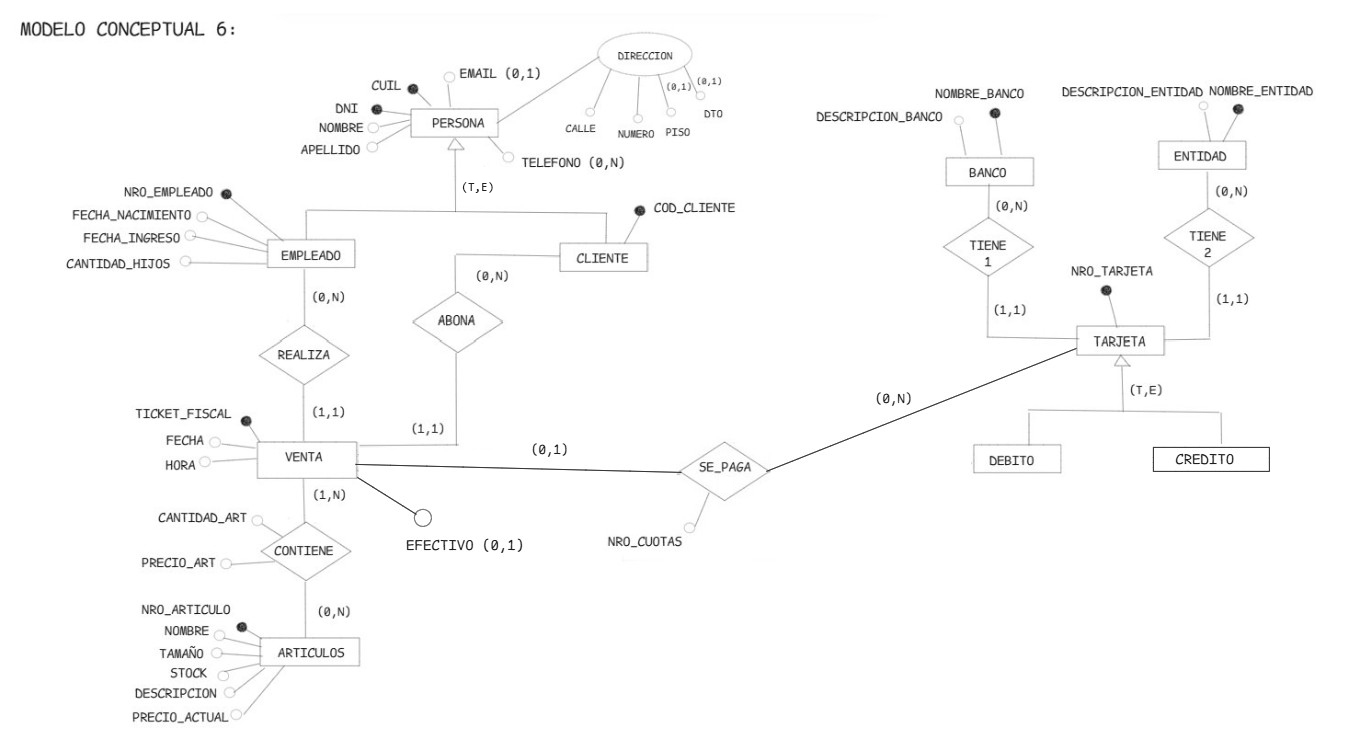 MODELO CONCEPTUAL 6:
DIRECCION
CUIL
EMAIL (0,1)
(0,1)
(0,1)
DNI
NOMBRE
APELLIDO
PERSONA
CALLE
NUMERO
PISO
DTO
TELEFONO (0,N)
(T,E)
NRO_EMPLEADO
FECHA_NACIMIENTO
FECHA_INGRESO
CANTIDAD_HIJOS
EMPLEADO
COD_CLIENTE
CLIENTE
(0,N)
(0,N)
ABONA
REALIZA
(1,1)
(1,1)
TICKET_FISCAL
FECHA
HORA
VENTA
(0,1)
(0,N)
SE_PAGA
NRO_CUOTAS
EFECTIVO (0,1)
(1,N)
CANTIDAD_ART
PRECIO_ART
CONTIENE
(0,N)
NRO_ARTICULO
NOMBRE
TAMAÑO
STOCK
DESCRIPCION
PRECIO_ACTUAL
ARTICULOS
NOMBRE_BANCO
DESCRIPCION_BANCO
BANCO
(0,N)
TIENE
1
(1,1)
DESCRIPCION_ENTIDAD
NOMBRE_ENTIDAD
ENTIDAD
(0,N)
TIENE
2
(1,1)
NRO_TARJETA
TARJETA
(T,E)
DEBITO
CREDITO